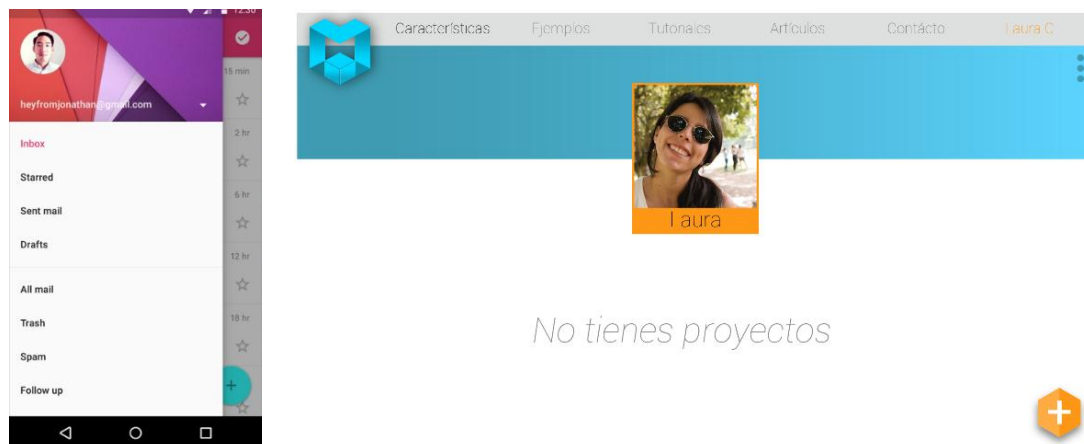 12:30
heyfromjonathan@gmail.com
15 min
Inbox
2 hr
Starred
6 hr
Sent mail
Drafts
12 hr
All mail
18 hr
Trash
Spam
Follow up
Características
Ejemplos
Tutoriales
Artículos
Contácto
Laura C
Laura
No tienes proyectos